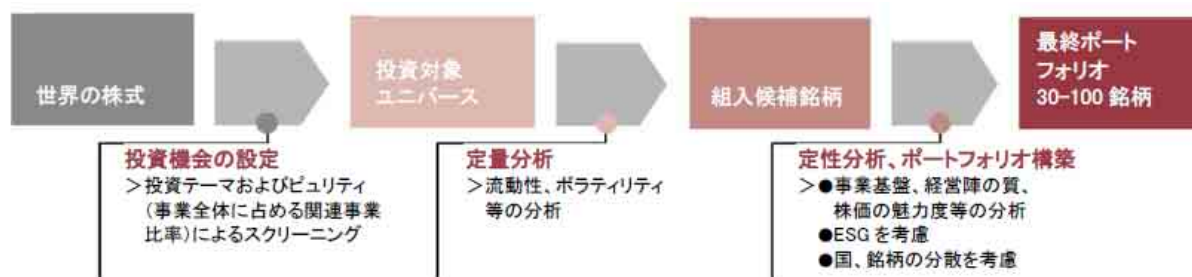 世界の株式
投資対象
ユニバース
組入候補銘柄
最終ポート
フォリオ
30-100 銘柄
投資機会の設定
＞投資テーマおよびピュリティ
（事業全体に占める関連事業
比率）によるスクリーニング
定量分析
＞流動性、ボラティリティ
等の分析
定性分析、ポートフォリオ構築
＞●事業基盤、経営陣の質、
株価の魅力度等の分析
●ESG を考慮
●国、銘柄の分散を考慮